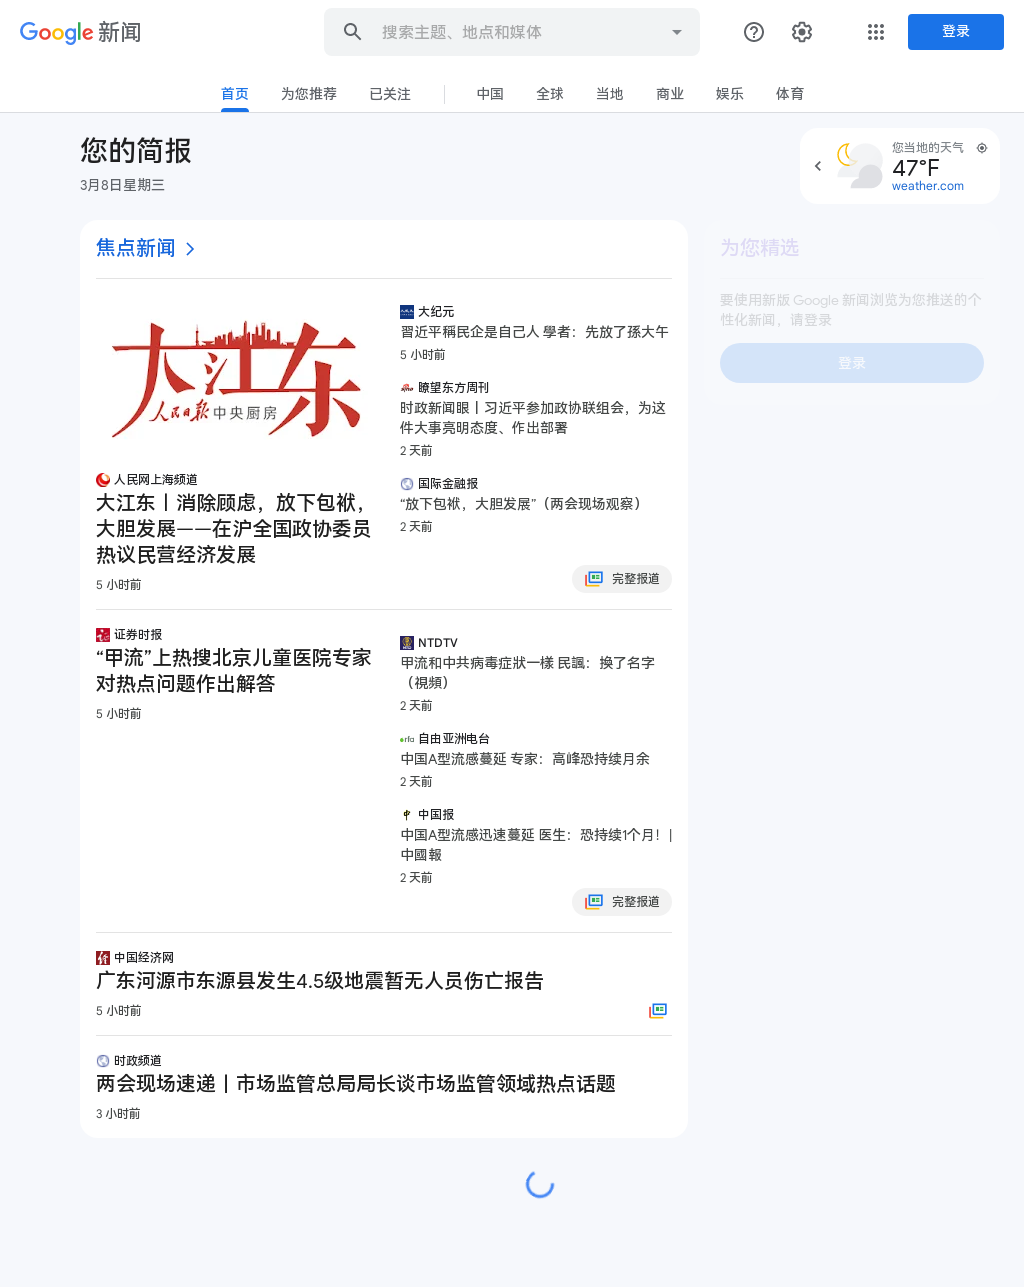 Google 新闻
搜索主题、地点和媒体
登录
首页 为您推荐 已关注 中国 全球 当地 商业 娱乐 体育
您的简报
3月8日星期三
您当地的天气
47°F
weather.com
焦点新闻
大江东
人民日报 中央厨房
人民网上海频道
大江东丨消除顾虑，放下包袱，
大胆发展——在沪全国政协委员
热议民营经济发展
5 小时前
大纪元
習近平稱民企是自己人 學者：先放了孫大午
5 小时前
瞭望东方周刊
时政新闻眼丨习近平参加政协联组会，为这
件大事亮明态度、作出部署
2 天前
国际金融报
“放下包袱，大胆发展”（两会现场观察）
2 天前
完整报道
证券时报
“甲流”上热搜北京儿童医院专家
对热点问题作出解答
5 小时前
NTDTV
甲流和中共病毒症狀一樣 民諷：换了名字
（視頻）
2 天前
rfa 自由亚洲电台
中国A型流感蔓延 专家：高峰恐持续月余
2 天前
中国报
中国A型流感迅速蔓延 医生：恐持续1个月！|
中國報
2 天前
完整报道
中国经济网
广东河源市东源县发生4.5级地震暂无人员伤亡报告
5 小时前
时政频道
两会现场速递丨市场监管总局局长谈市场监管领域热点话题
3 小时前
为您精选
要使用新版 Google 新闻浏览为您推送的个
性化新闻，请登录
登录